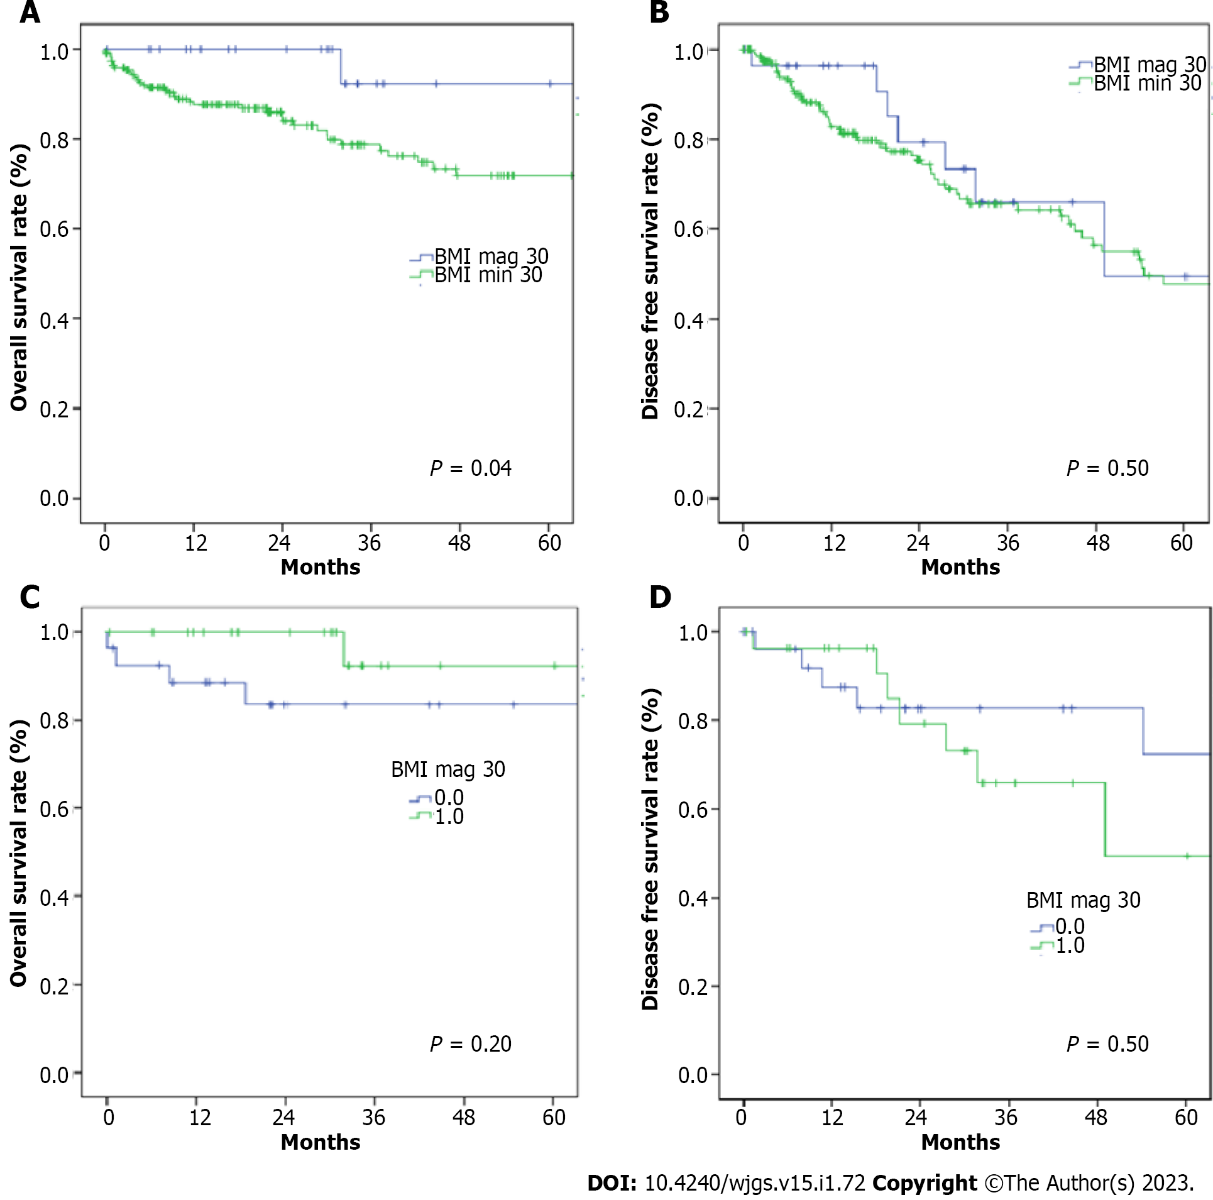 A
Overall survival rate (%)
1.0
0.8
0.6
0.4
0.2
0.0
BMI mag 30
BMI min 30
P = 0.04
0 12 24 36 48 60
Months
B
Disease free survival rate (%)
1.0
0.8
0.6
0.4
0.2
0.0
BMI mag 30
BMI min 30
P = 0.50
0 12 24 36 48 60
Months
C
Overall survival rate (%)
1.0
0.8
0.6
0.4
0.2
0.0
BMI mag 30
0.0
1.0
P = 0.20
0 12 24 36 48 60
Months
D
Disease free survival rate (%)
1.0
0.8
0.6
0.4
0.2
0.0
BMI mag 30
0.0
1.0
P = 0.50
0 12 24 36 48 60
Months
DOI: 10.4240/wjgs.v15.i1.72 Copyright ©The Author(s) 2023.